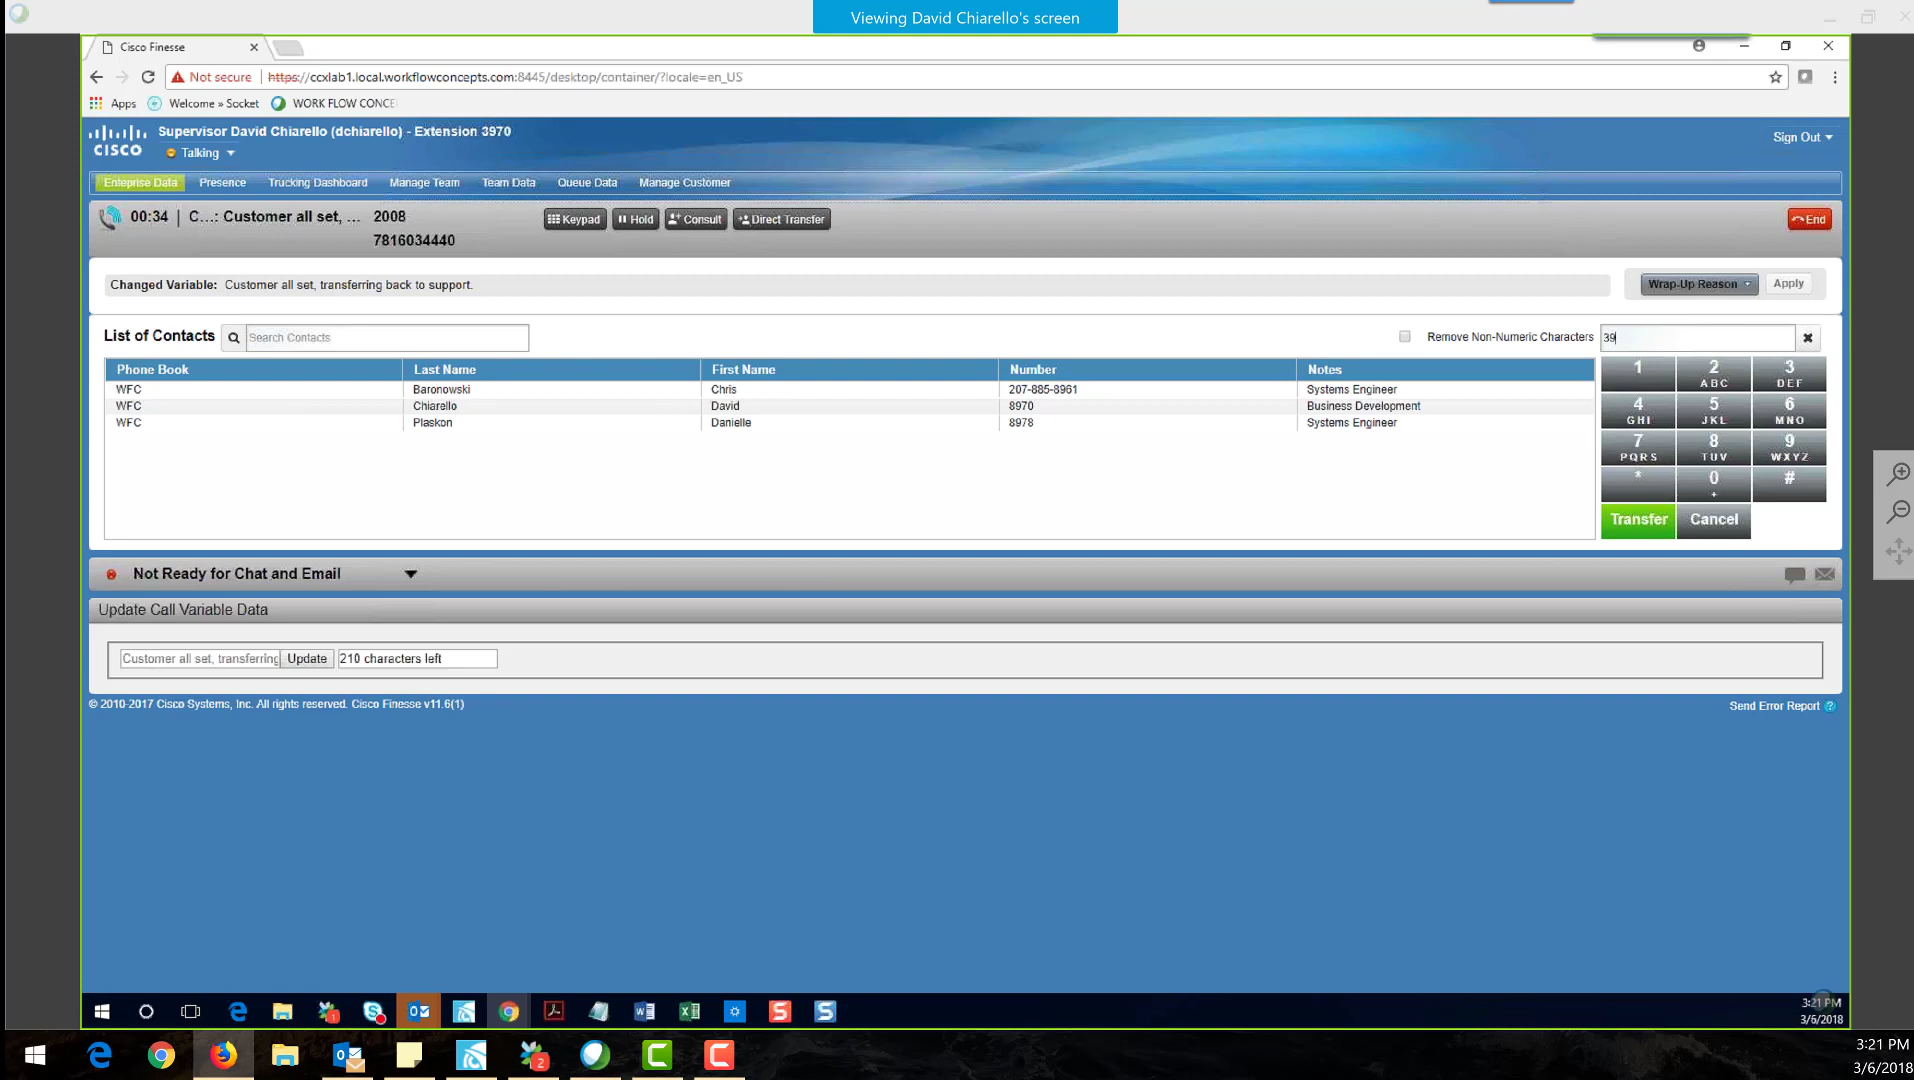 Viewing David Chiarello's screen
Cisco Finesse
Not secure | https://ccxlab1.local.workflowconcepts.com:8445/desktop/container/?locale=en_US
Apps Welcome » Socket WORK FLOW CONCE
CISCO
Supervisor David Chiarello (dchiarello) - Extension 3970
Talking
Sign Out
Enteprise Data Presence Trucking Dashboard Manage Team Team Data Queue Data Manage Customer
00:34 | C...: Customer all set, ... 2008
7816034440
Keypad Hold Consult Direct Transfer End
Changed Variable: Customer all set, transferring back to support.
Wrap-Up Reason Apply
List of Contacts Search Contacts Remove Non-Numeric Characters 39
Phone Book Last Name First Name Number Notes
WFC Baronowski Chris 207-885-8961 Systems Engineer
WFC Chiarello David 8970 Business Development
WFC Plaskon Danielle 8978 Systems Engineer
1 2 ABC 3 DEF
4 GHI 5 JKL 6 MNO
7 PQRS 8 TUV 9 WXYZ
* 0 + #
Transfer Cancel
Not Ready for Chat and Email
Update Call Variable Data
Customer all set, transferring Update 210 characters left
© 2010-2017 Cisco Systems, Inc. All rights reserved. Cisco Finesse v11.6(1)
Send Error Report ?
3:21 PM
3/6/2018
3:21 PM
3/6/2018